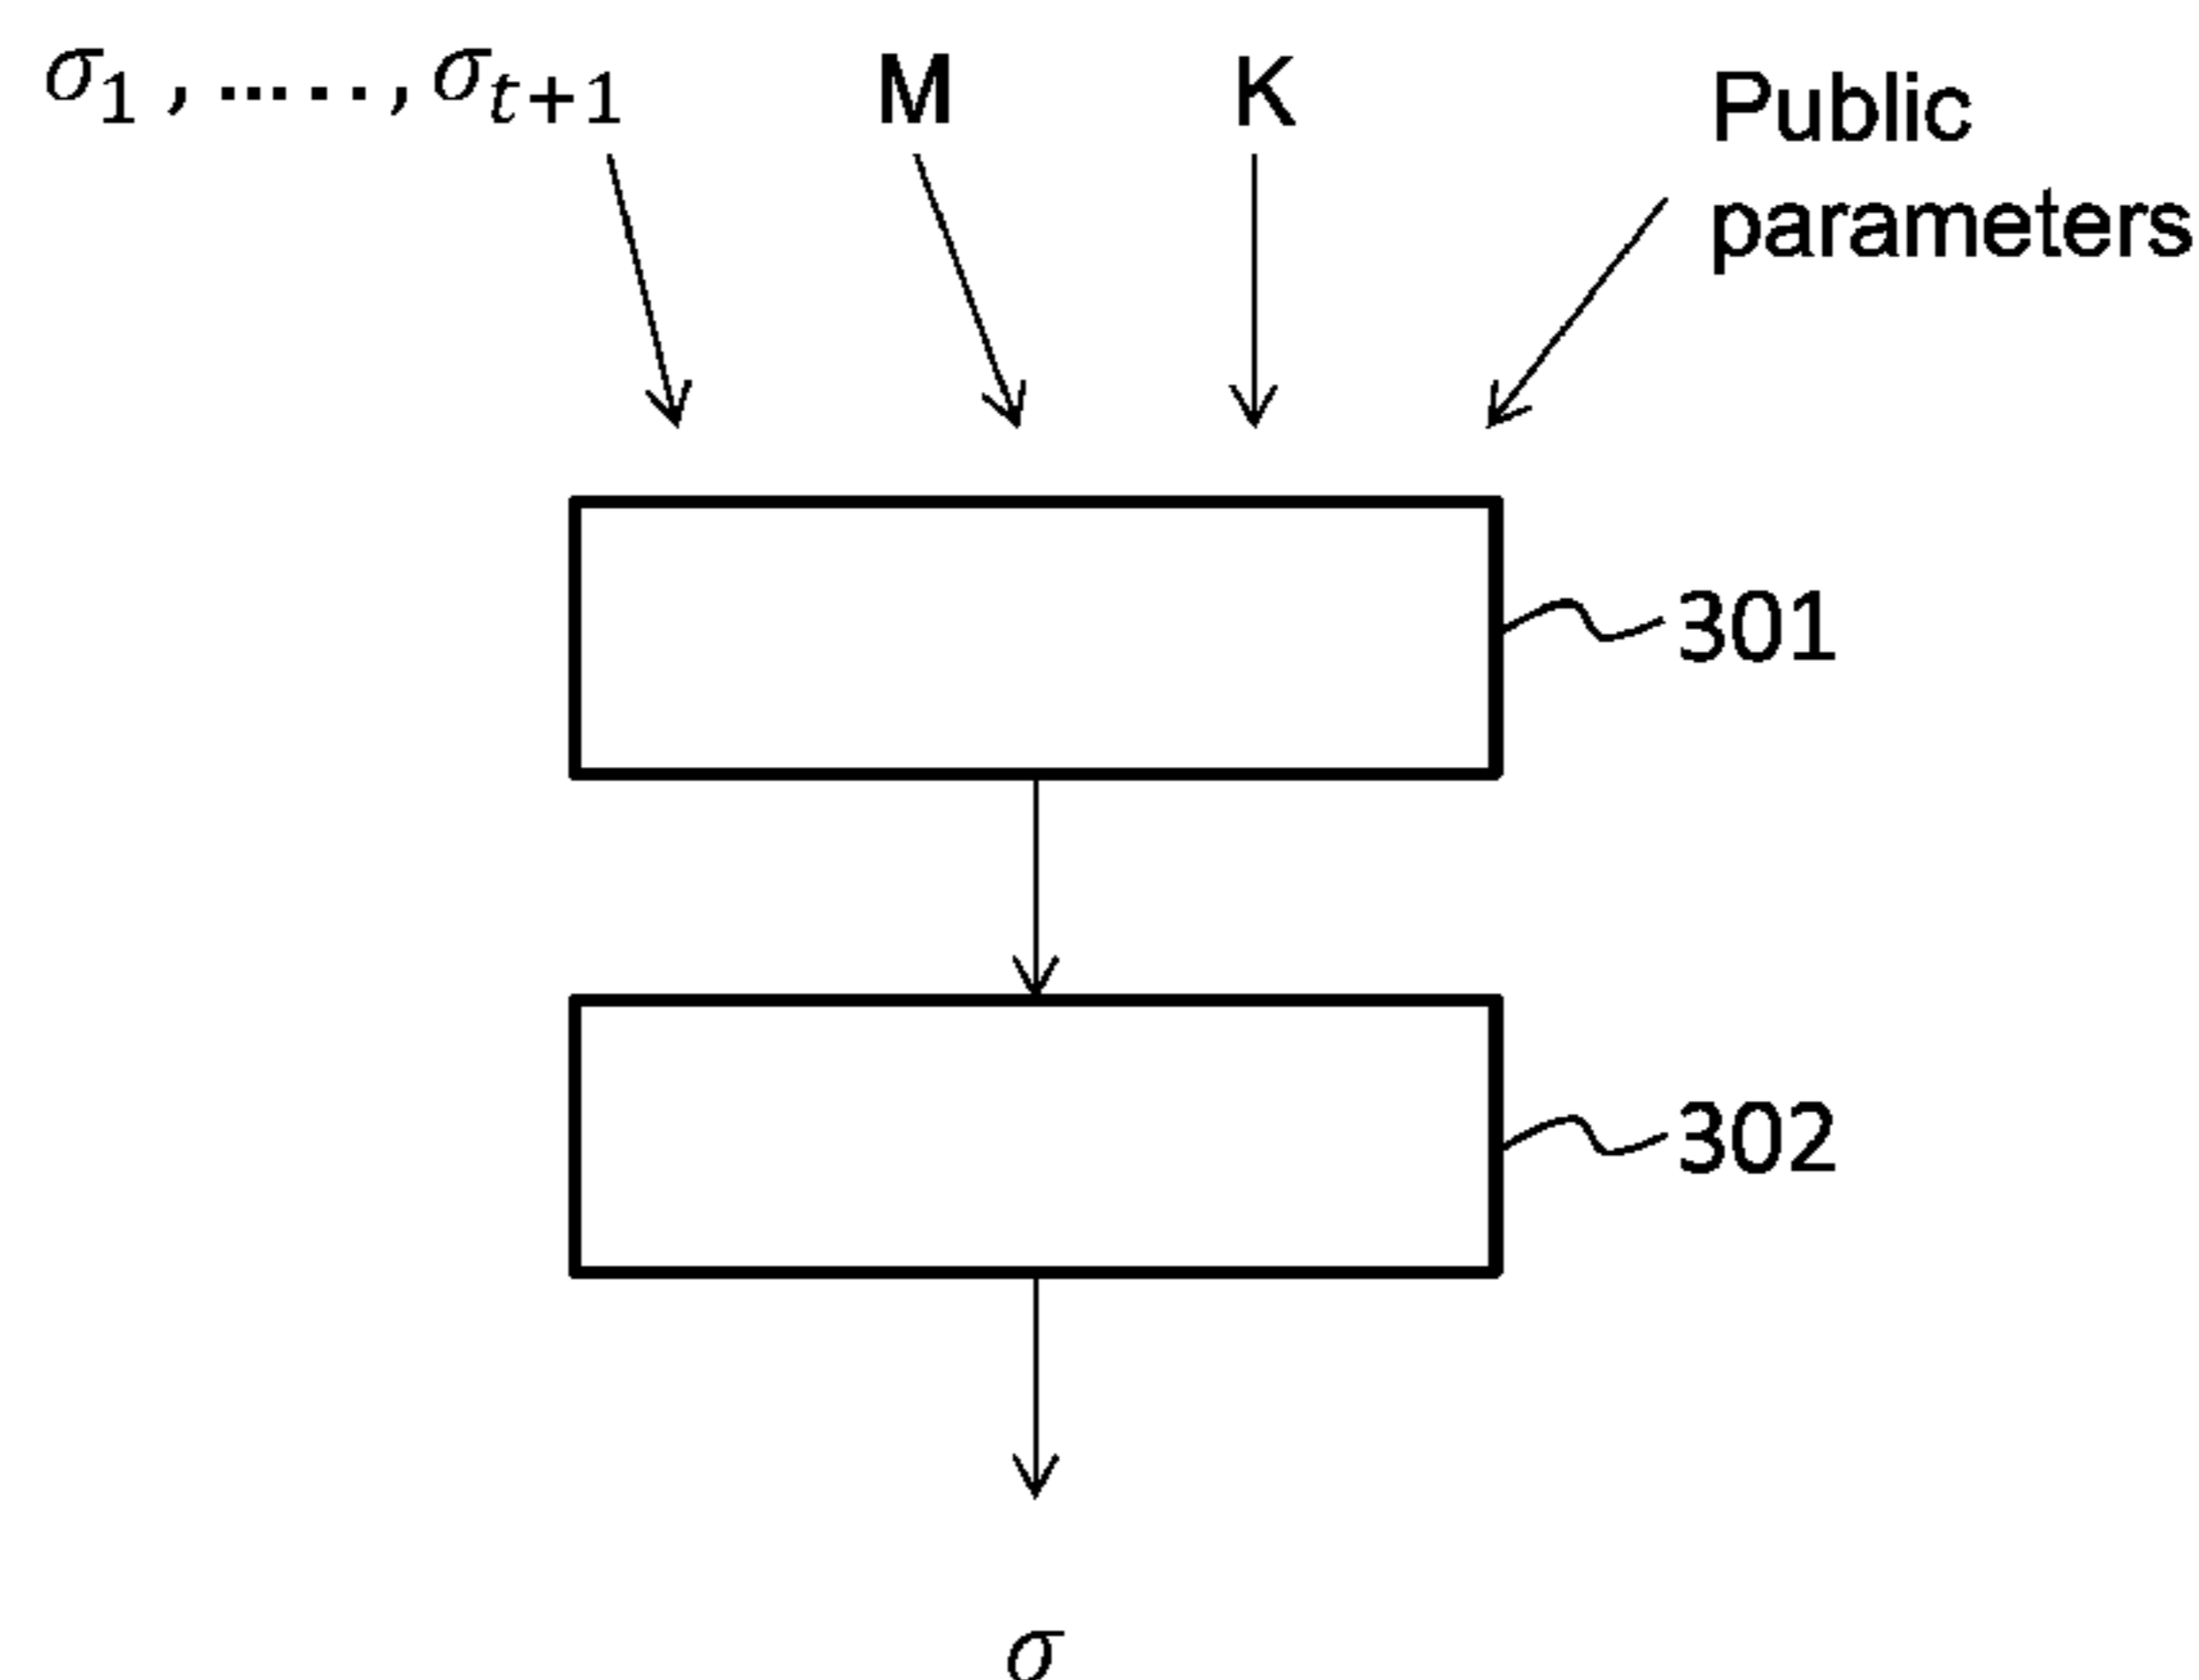 σ₁ , ..... , σₜ₊₁ M K Public
parameters
301
302
σ